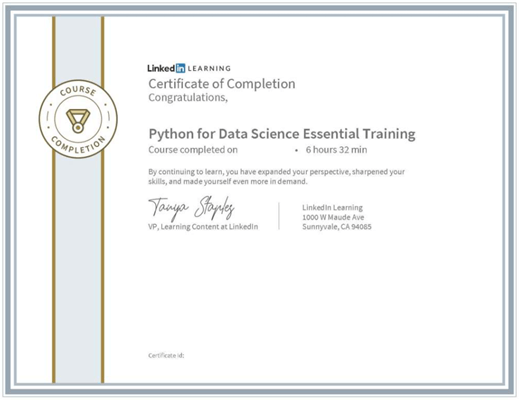 COURSE
COMPLETION
Linked in LEARNING
Certificate of Completion
Congratulations,
Python for Data Science Essential Training
Course completed on • 6 hours 32 min
By continuing to learn, you have expanded your perspective, sharpened your
skills, and made yourself even more in demand.
Tanya Staples
VP, Learning Content at LinkedIn
LinkedIn Learning
1000 W Maude Ave
Sunnyvale, CA 94085
Certificate Id: